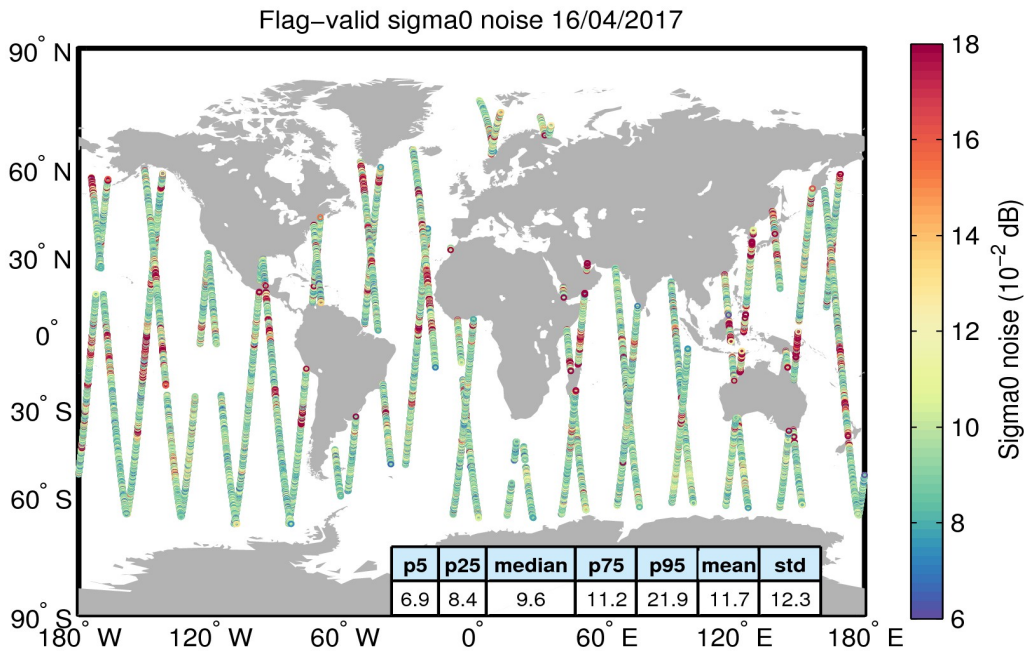 Flag−valid sigma0 noise 16/04/2017
90° N
60° N
30° N
0°
30° S
60° S
90° S
180° W
120° W
60° W
0°
60° E
120° E
180° E
p5 p25 median p75 p95 mean std
6.9 8.4 9.6 11.2 21.9 11.7 12.3
18
16
14
12
10
8
6
Sigma0 noise (10⁻² dB)